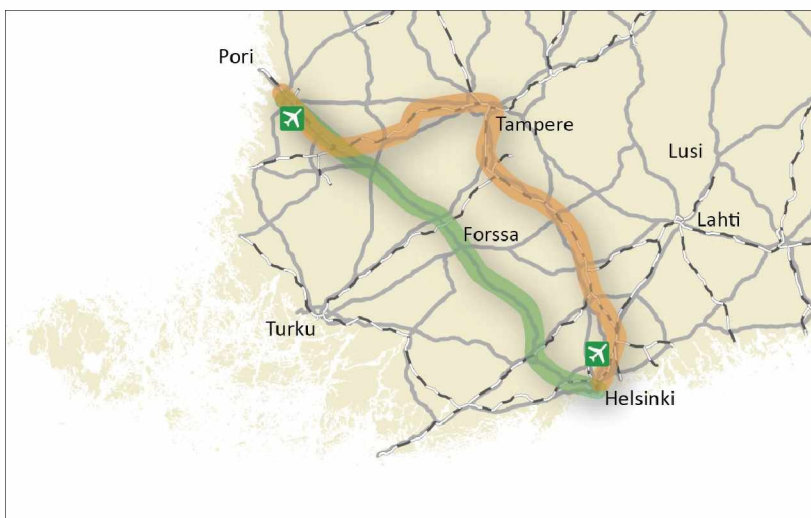 Pori
Tampere
Lusi
Lahti
Forssa
Turku
Helsinki